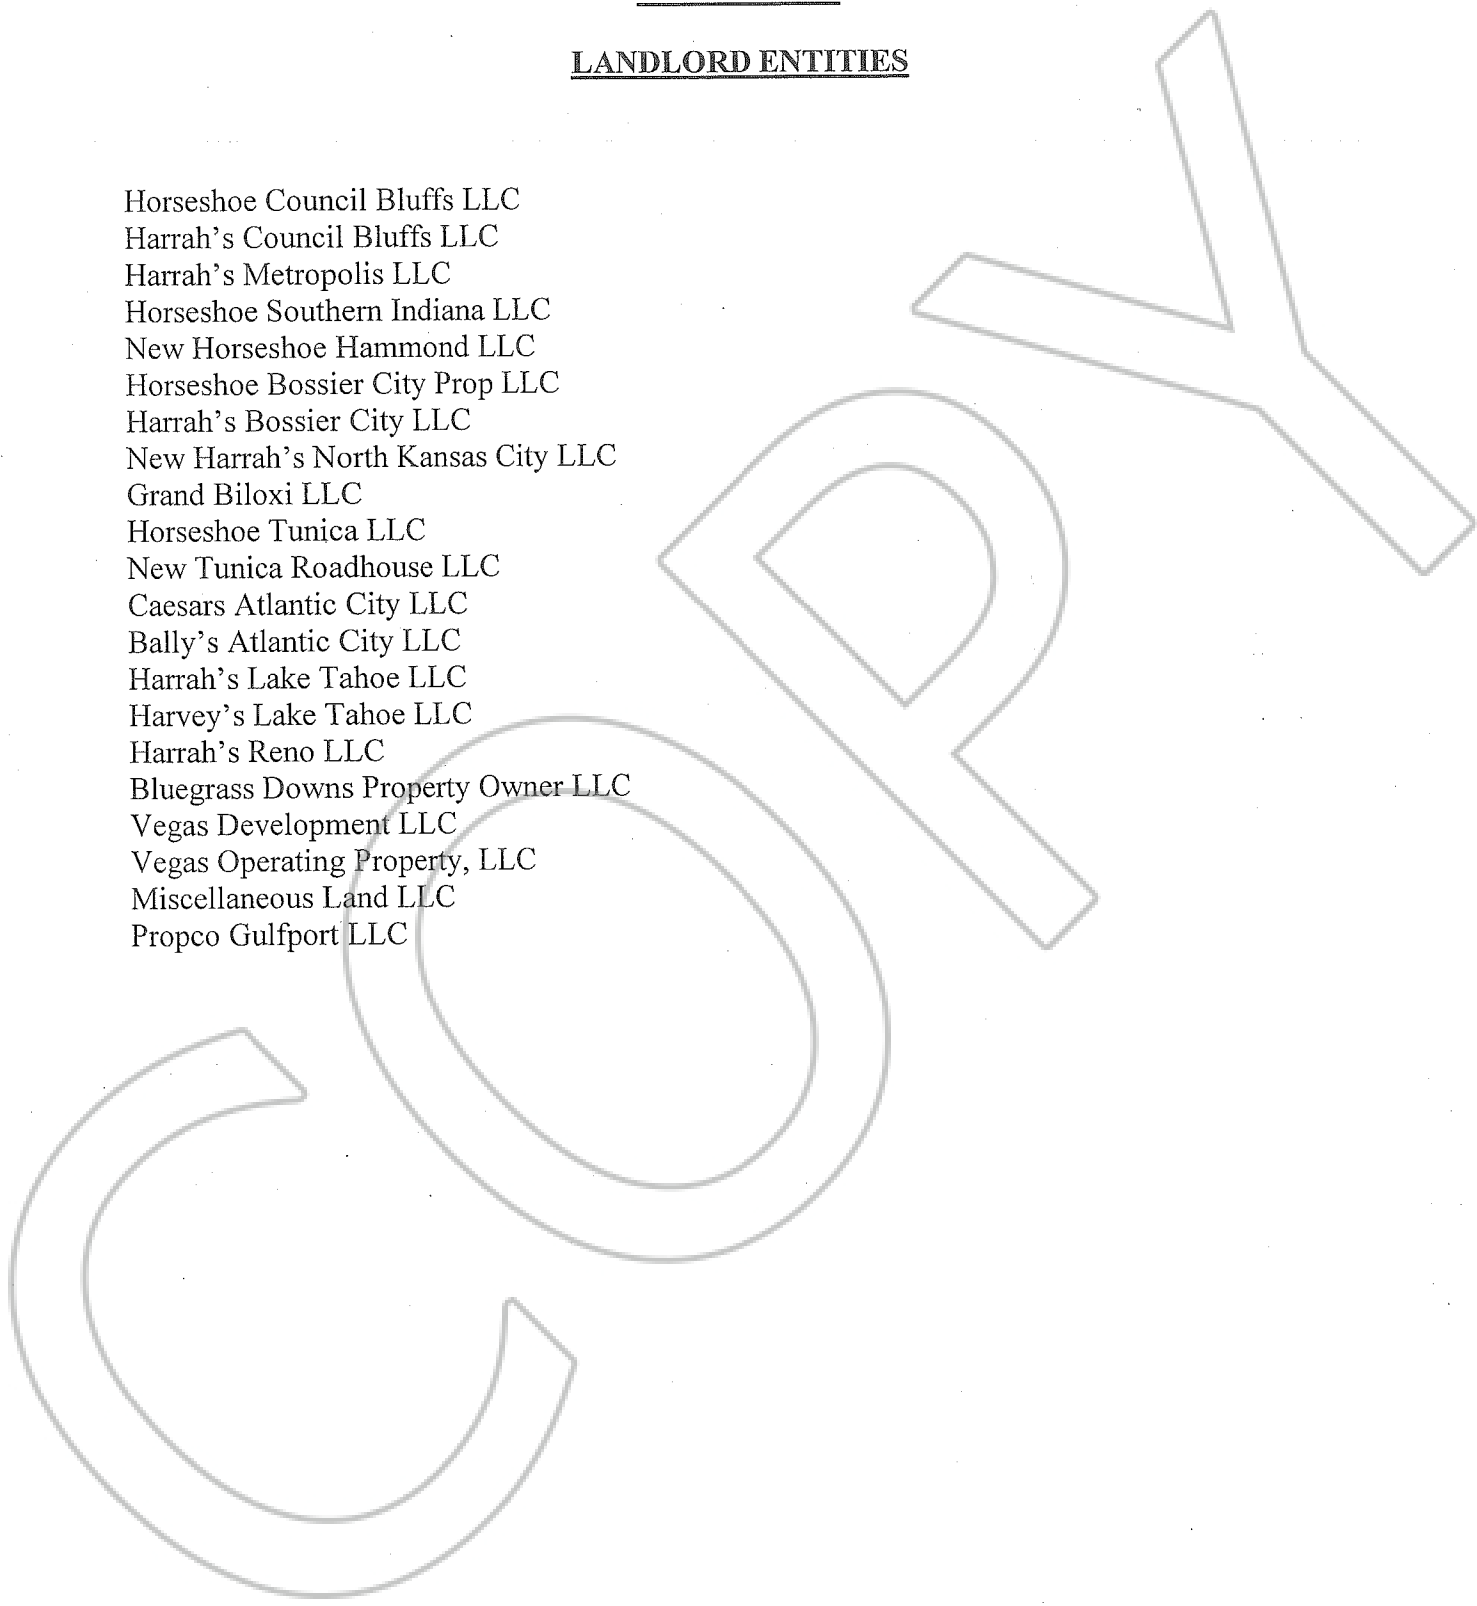 LANDLORD ENTITIES
Horseshoe Council Bluffs LLC
Harrah's Council Bluffs LLC
Harrah's Metropolis LLC
Horseshoe Southern Indiana LLC
New Horseshoe Hammond LLC
Horseshoe Bossier City Prop LLC
Harrah's Bossier City LLC
New Harrah's North Kansas City LLC
Grand Biloxi LLC
Horseshoe Tunica LLC
New Tunica Roadhouse LLC
Caesars Atlantic City LLC
Bally's Atlantic City LLC
Harrah's Lake Tahoe LLC
Harvey's Lake Tahoe LLC
Harrah's Reno LLC
Bluegrass Downs Property Owner LLC
Vegas Development LLC
Vegas Operating Property, LLC
Miscellaneous Land LLC
Propco Gulfport LLC
COPY